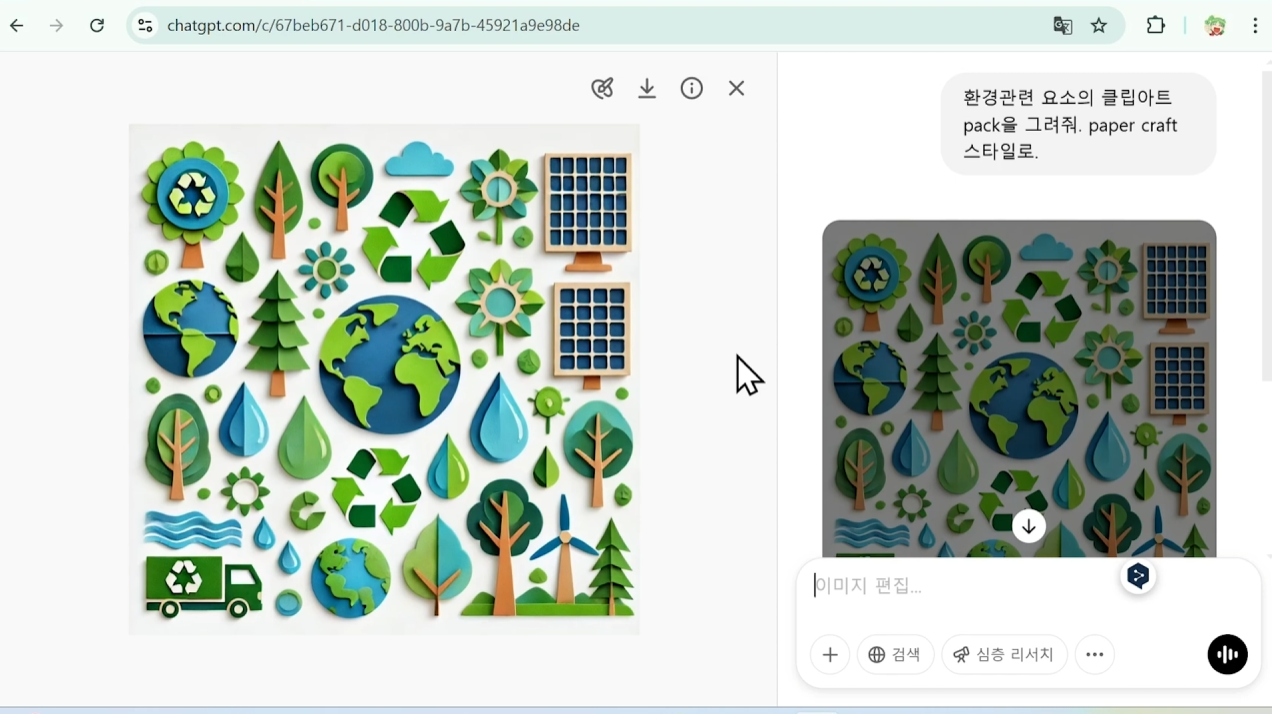 chatgpt.com/c/67beb671-d018-800b-9a7b-45921a9e98de
환경관련 요소의 클립아트
pack을 그려줘. paper craft
스타일로.
이미지 편집...
검색
심층 리서치